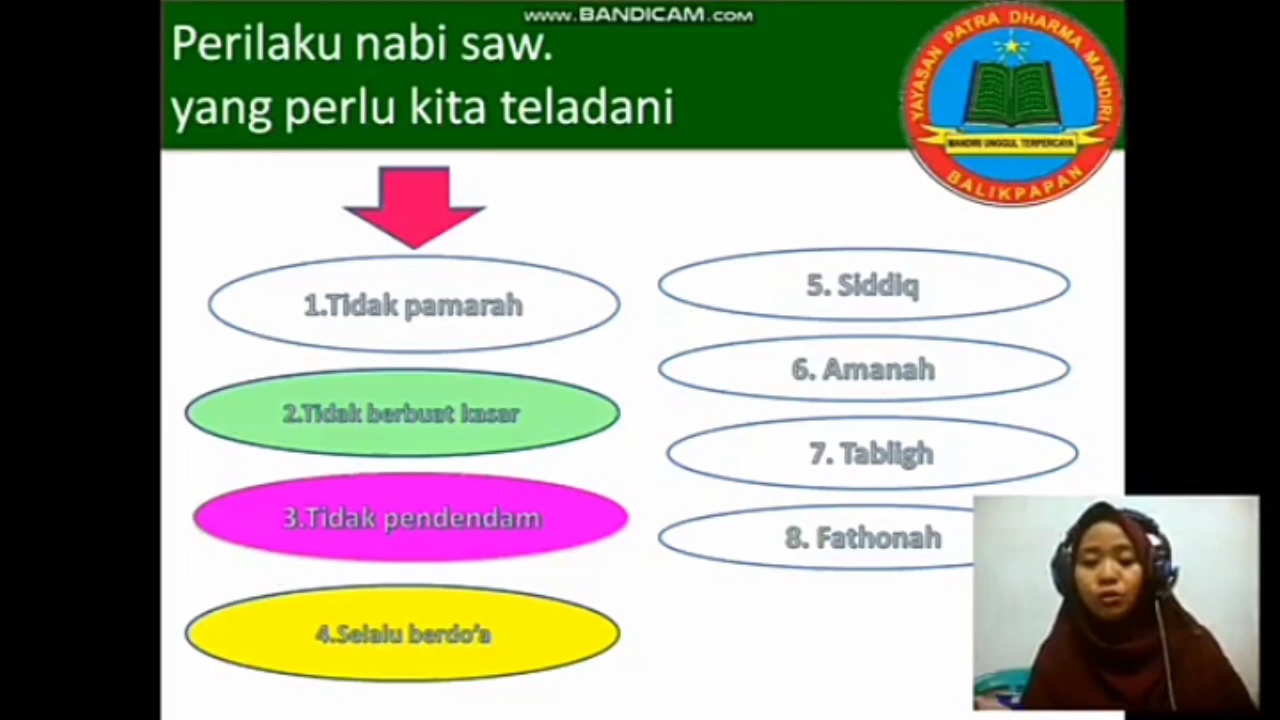 www.BANDICAM.com
Perilaku nabi saw.
yang perlu kita teladani
YAYASAN PATRA DHARMA MANDIRI
MANDIRI UNGGUL TERPERCAYA
BALIKPAPAN
1.Tidak pamarah
2.Tidak berbuat kasar
3.Tidak pendendam
4.Selalu berdo'a
5. Siddiq
6. Amanah
7. Tabligh
8. Fathonah